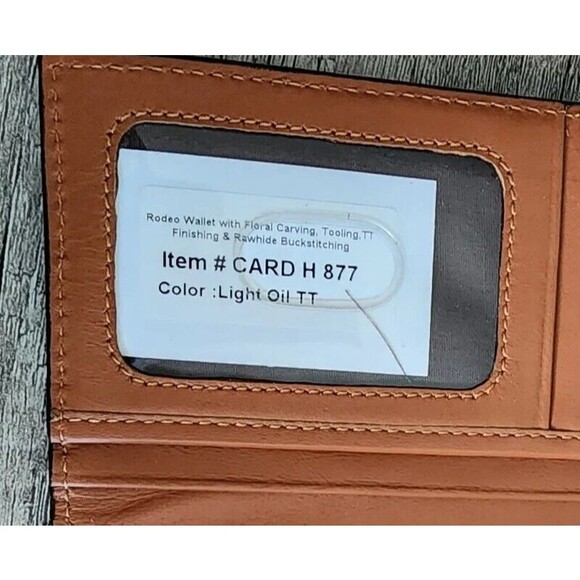 Rodeo Wallet with Floral Carving, Tooling,TT
Finishing & Rawhide Buckstitching
Item # CARD H 877
Color :Light Oil TT